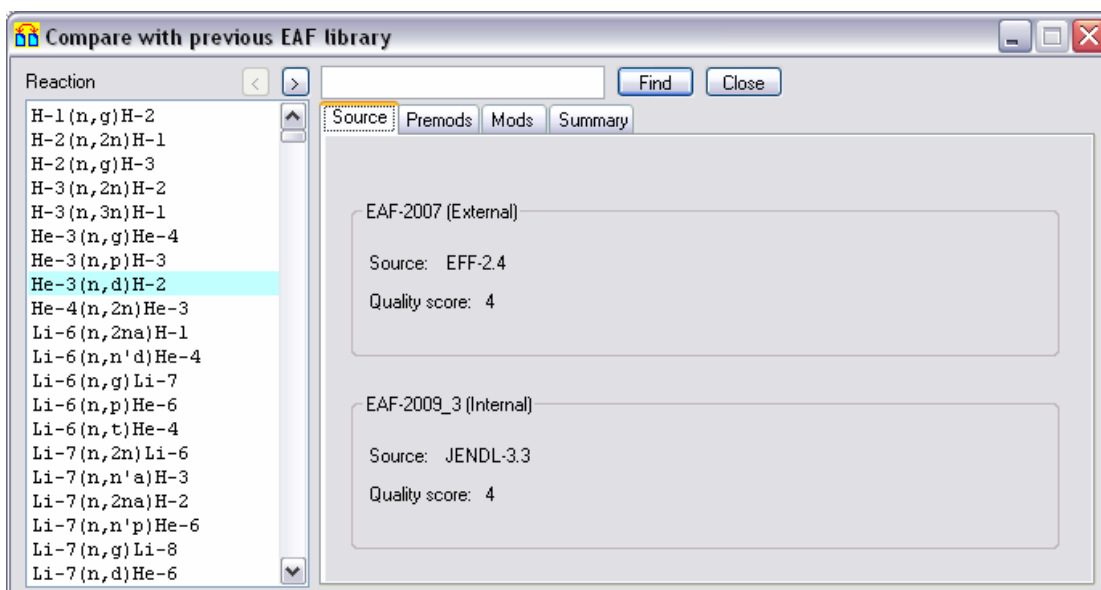 Compare with previous EAF library
Reaction < > Find Close
H-1(n,g)H-2
H-2(n,2n)H-1
H-2(n,g)H-3
H-3(n,2n)H-2
H-3(n,3n)H-1
He-3(n,g)He-4
He-3(n,p)H-3
He-3(n,d)H-2
He-4(n,2n)He-3
Li-6(n,2na)H-1
Li-6(n,n'd)He-4
Li-6(n,g)Li-7
Li-6(n,p)He-6
Li-6(n,t)He-4
Li-7(n,2n)Li-6
Li-7(n,n'a)H-3
Li-7(n,2na)H-2
Li-7(n,n'p)He-6
Li-7(n,g)Li-8
Li-7(n,d)He-6
Source Premods Mods Summary
EAF-2007 (External)
Source: EFF-2.4
Quality score: 4
EAF-2009_3 (Internal)
Source: JENDL-3.3
Quality score: 4